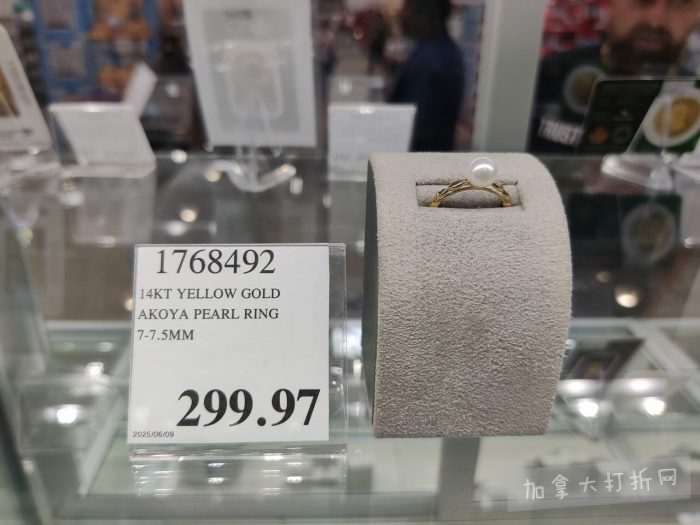 1768492
14KT YELLOW GOLD
AKOYA PEARL RING
7-7.5MM
299.97
2025/06/09
TRUST
加拿大打折网